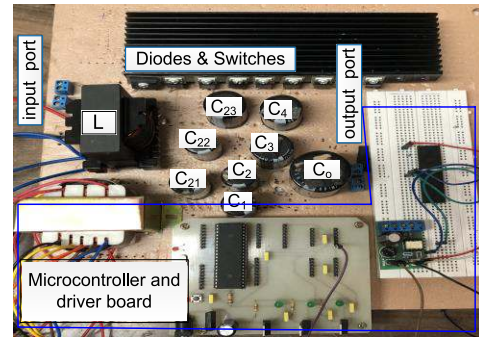 Diodes & Switches
input port
output port
L
C23
C4
C22
C3
C2
Co
C21
C1
Microcontroller and
driver board